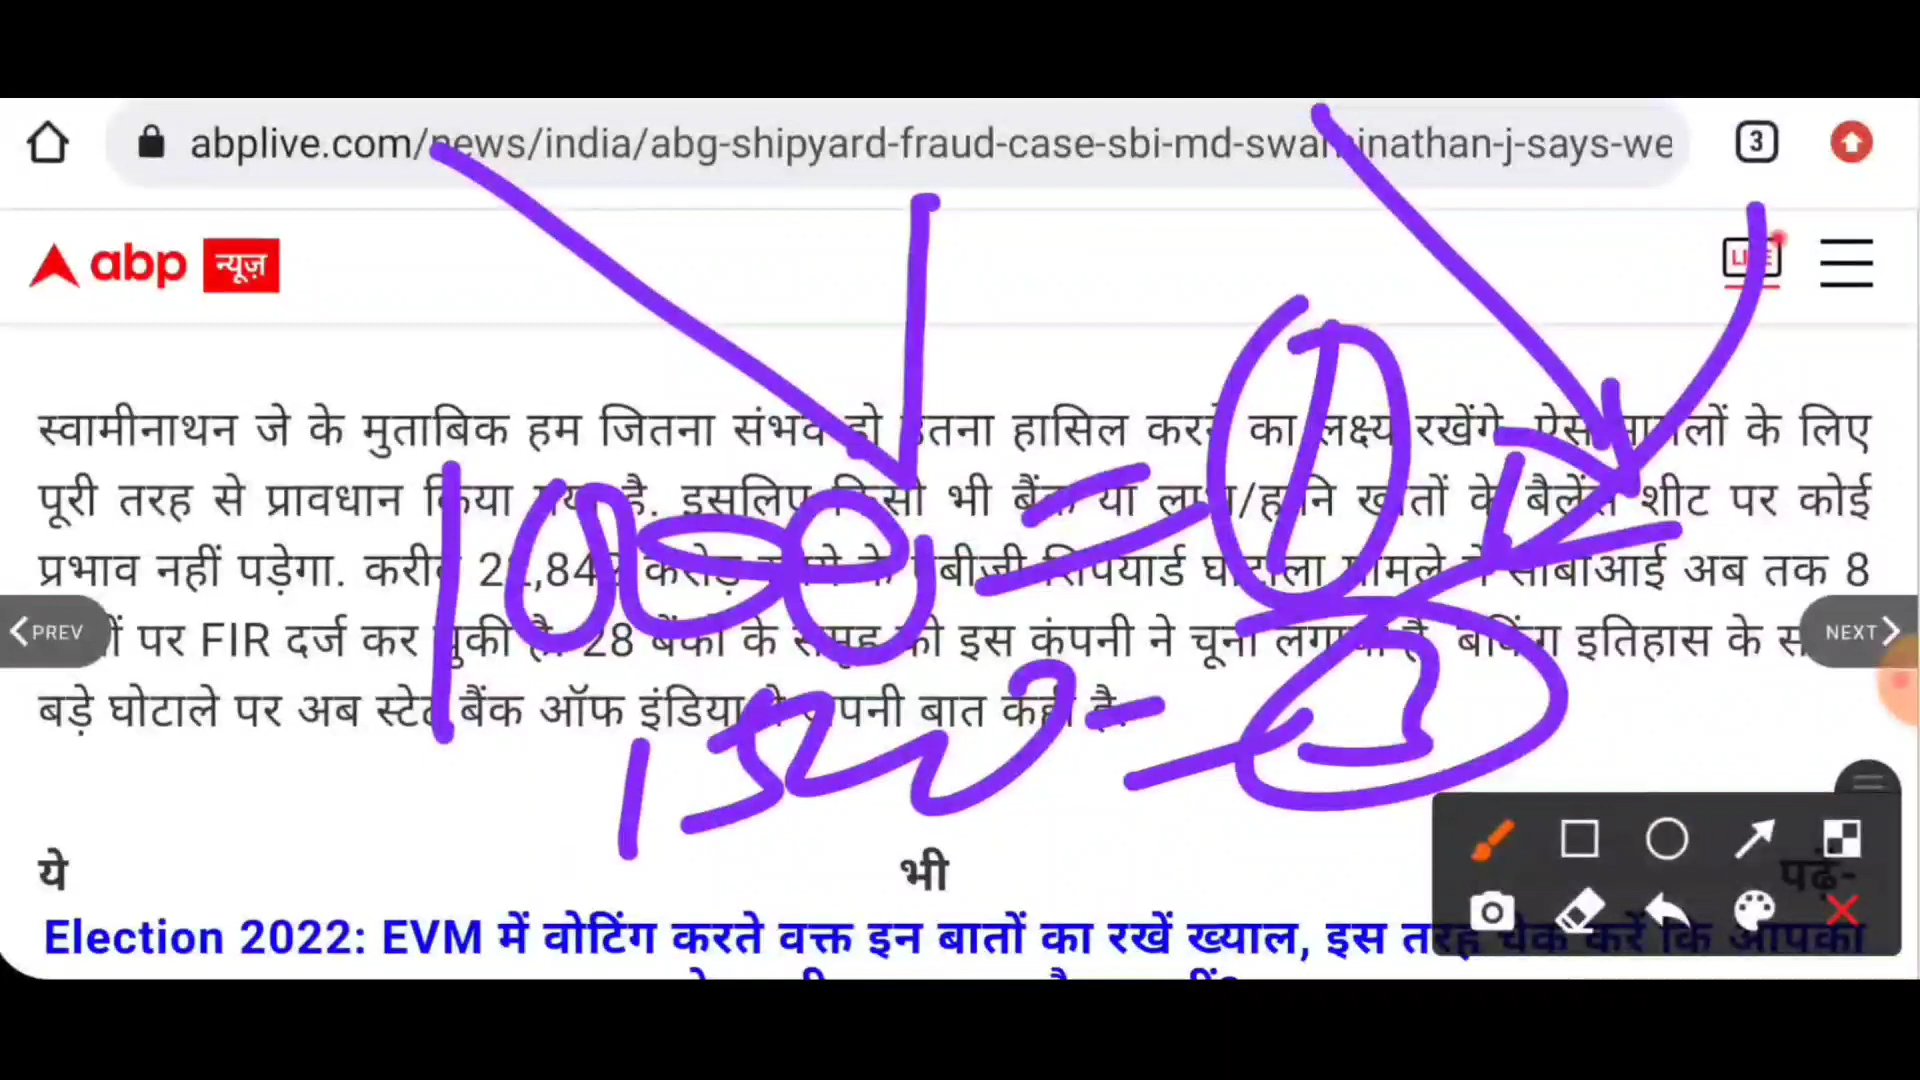 abplive.com/news/india/abg-shipyard-fraud-case-sbi-md-swaminathan-j-says-we
3
abp न्यूज़
LIVE
स्वामीनाथन जे के मुताबिक हम जितना संभव हो इतना हासिल करने का लक्ष्य रखेंगे. ऐसे मामलों के लिए
पूरी तरह से प्रावधान किया गया है. इसलिए किसी भी बैंक या लाभ/हानि खातों के बैलेंस शीट पर कोई
प्रभाव नहीं पड़ेगा. करीब 22,842 करोड़ रुपये के एबीजी शिपयार्ड घोटाला मामले में सीबीआई अब तक 8
पर FIR दर्ज कर चुकी है. 28 बैंकों के समूह को इस कंपनी ने चूना लगाया है. बैंकिंग इतिहास के
बड़े घोटाले पर अब स्टेट बैंक ऑफ इंडिया ने अपनी बात कही है.
PREV
NEXT
1000 = 1
1500 =
ये भी पढ़ें-
Election 2022: EVM में वोटिंग करते वक्त इन बातों का रखें ख्याल, इस तरह चेक करें कि आपका